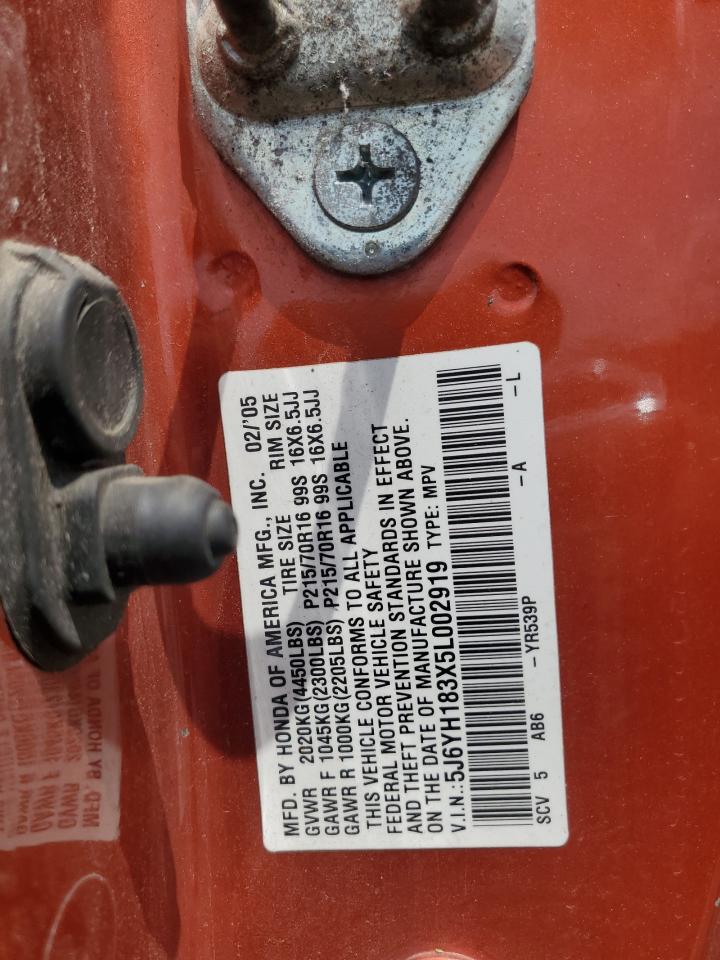 MFD. BY HONDA OF AMERICA MFG., INC. 02/'05
GVWR 2020KG(4450LBS) TIRE SIZE RIM SIZE
GAWR F 1045KG(2300LBS) P215/70R16 99S 16X6.5JJ
GAWR R 1000KG(2205LBS) P215/70R16 99S 16X6.5JJ
THIS VEHICLE CONFORMS TO ALL APPLICABLE
FEDERAL MOTOR VEHICLE SAFETY
AND THEFT PREVENTION STANDARDS IN EFFECT
ON THE DATE OF MANUFACTURE SHOWN ABOVE.
V.I.N.:5J6YH183X5L002919 TYPE: MPV
SCV 5 AB6 -YR539P -A -L